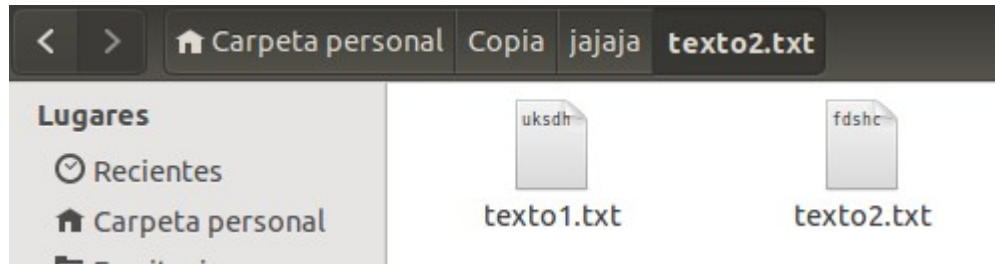 < > Carpeta personal Copia jajaja texto2.txt
Lugares
Recientes
Carpeta personal
uksdh
fdshc
texto1.txt
texto2.txt